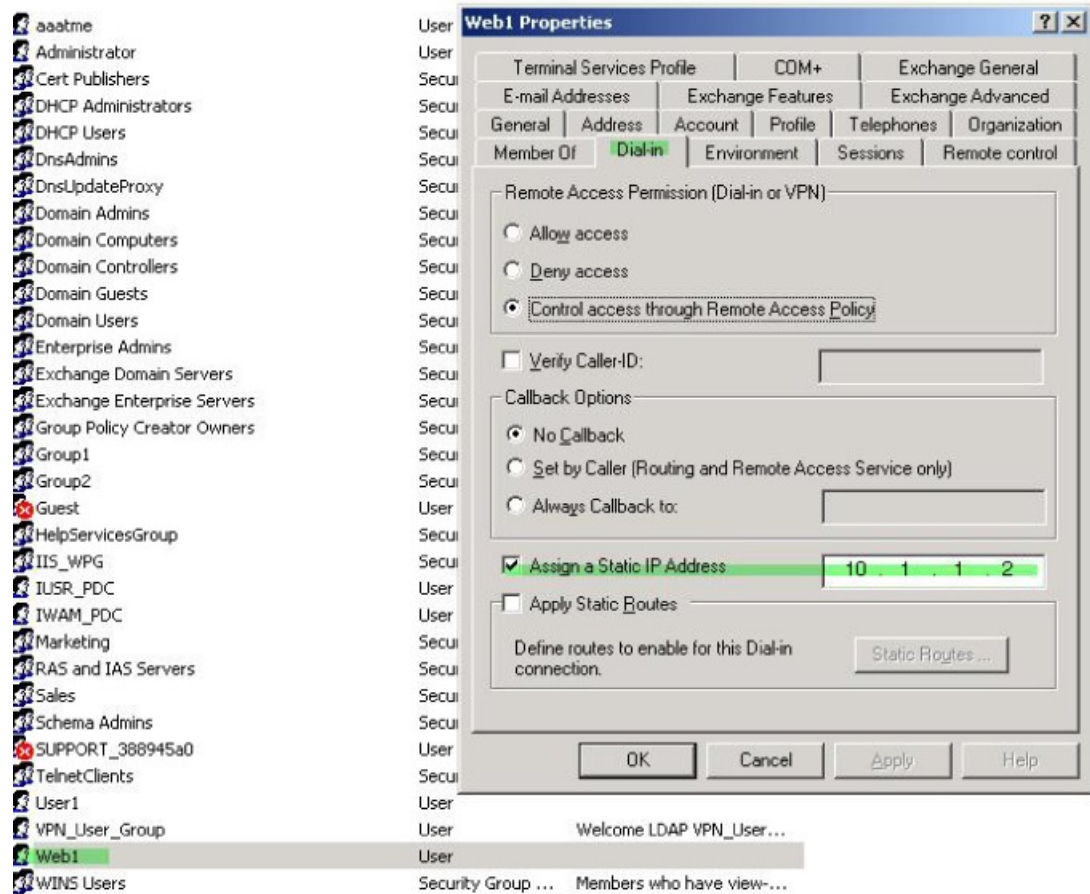 aaatme User
Administrator User
Cert Publishers Secu
DHCP Administrators Secu
DHCP Users Secu
DnsAdmins Secu
DnsUpdateProxy Secu
Domain Admins Secu
Domain Computers Secu
Domain Controllers Secu
Domain Guests Secu
Domain Users Secu
Enterprise Admins Secu
Exchange Domain Servers Secu
Exchange Enterprise Servers Secu
Group Policy Creator Owners Secu
Group1 Secu
Group2 Secu
Guest User
HelpServicesGroup Secu
IIS_WPG Secu
IUSR_PDC User
IWAM_PDC User
Marketing Secu
RAS and IAS Servers Secu
Sales Secu
Schema Admins Secu
SUPPORT_388945a0 User
TelnetClients Secu
User1 User
VPN_User_Group User Welcome LDAP VPN_User...
Web1 User
WINS Users Security Group ... Members who have view-...
Web1 Properties
Terminal Services Profile COM+ Exchange General
E-mail Addresses Exchange Features Exchange Advanced
General Address Account Profile Telephones Organization
Member Of Dial-in Environment Sessions Remote control
Remote Access Permission (Dial-in or VPN)
Allow access
Deny access
Control access through Remote Access Policy
Verify Caller-ID:
Callback Options
No Callback
Set by Caller (Routing and Remote Access Service only)
Always Callback to:
Assign a Static IP Address 10 . 1 . 1 . 2
Apply Static Routes
Define routes to enable for this Dial-in
connection.
Static Routes ...
OK Cancel Apply Help